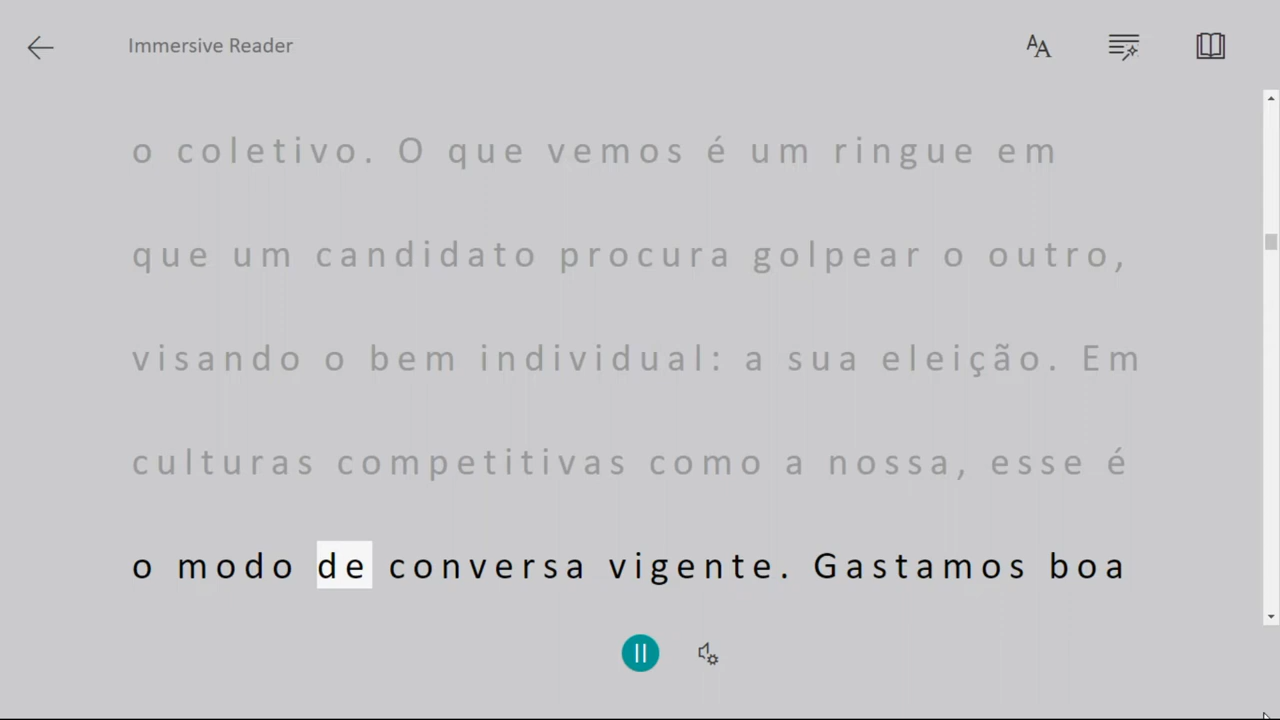 Immersive Reader
o coletivo. O que vemos é um ringue em
que um candidato procura golpear o outro,
visando o bem individual: a sua eleição. Em
culturas competitivas como a nossa, esse é
o modo de conversa vigente. Gastamos boa